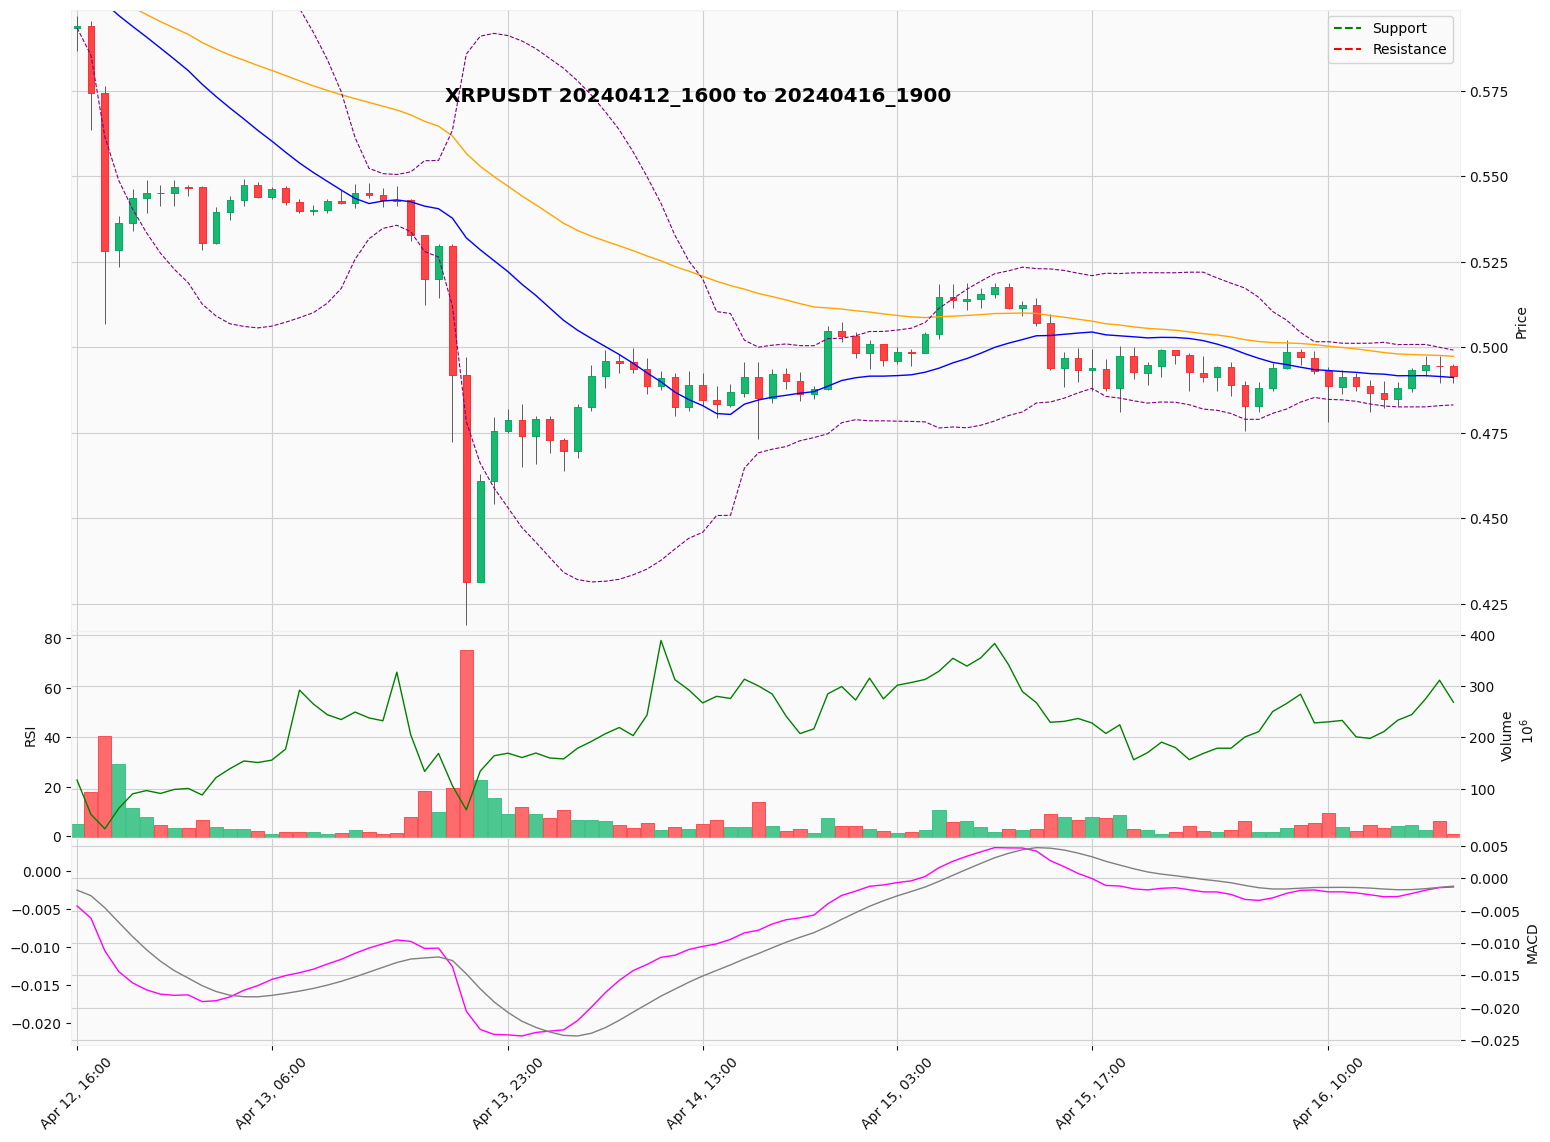 XRPUSDT 20240412_1600 to 20240416_1900
Support
Resistance
0.575
0.550
0.525
0.500
0.475
0.450
0.425
Price
80
60
40
20
0
RSI
400
300
200
100
Volume
10^6
0.000
−0.005
−0.010
−0.015
−0.020
0.005
0.000
−0.005
−0.010
−0.015
−0.020
−0.025
MACD
Apr 12, 16:00
Apr 13, 06:00
Apr 13, 23:00
Apr 14, 13:00
Apr 15, 03:00
Apr 15, 17:00
Apr 16, 10:00